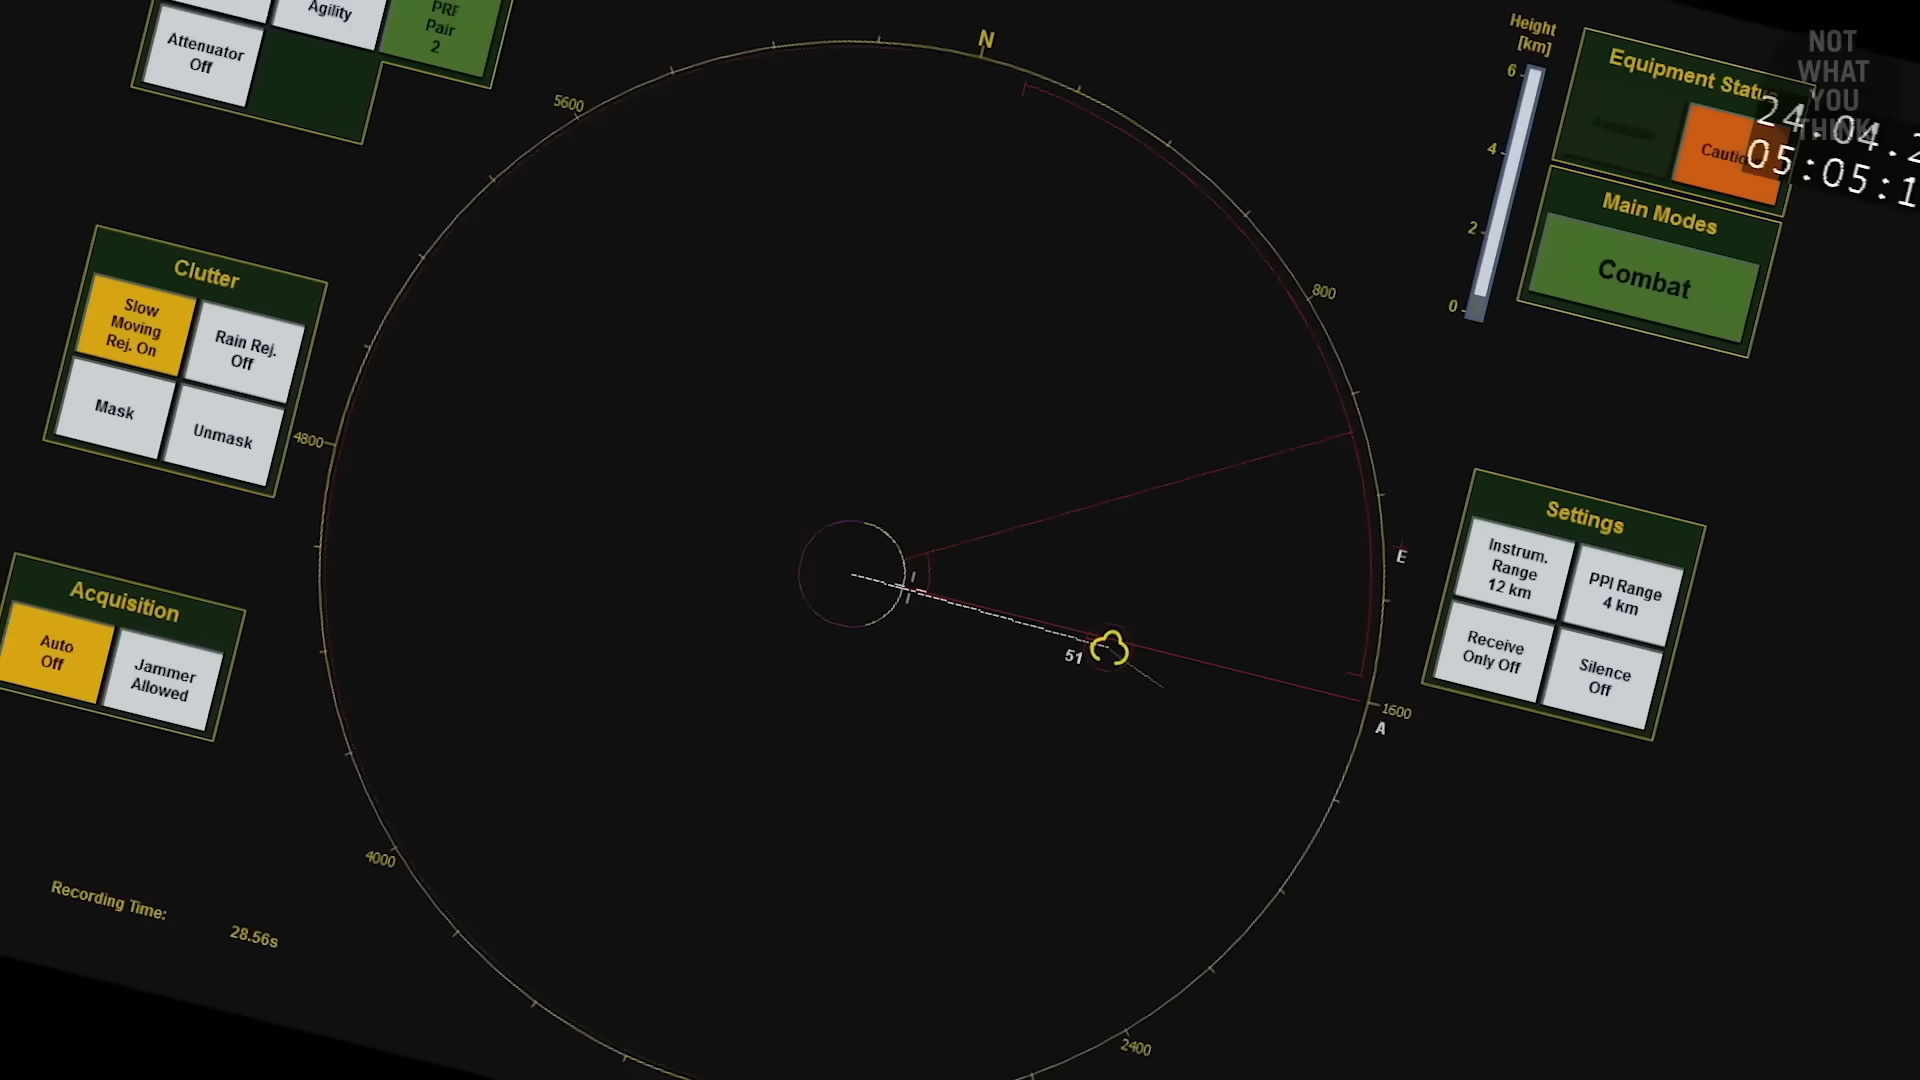 Agility
PRF
Pair
2
Attenuator
Off
N
5600
800
4800
4000
2400
1600
E
A
51
Height
[km]
6
4
2
0
Equipment Statu
24.04.2
Cautio
05:05:1
NOT
WHAT
YOU
THINK
Main Modes
Combat
Clutter
Slow
Moving
Rej. On
Rain Rej.
Off
Mask
Unmask
Acquisition
Auto
Off
Jammer
Allowed
Settings
Instrum.
Range
12 km
PPI Range
4 km
Receive
Only Off
Silence
Off
Recording Time:
28.56s